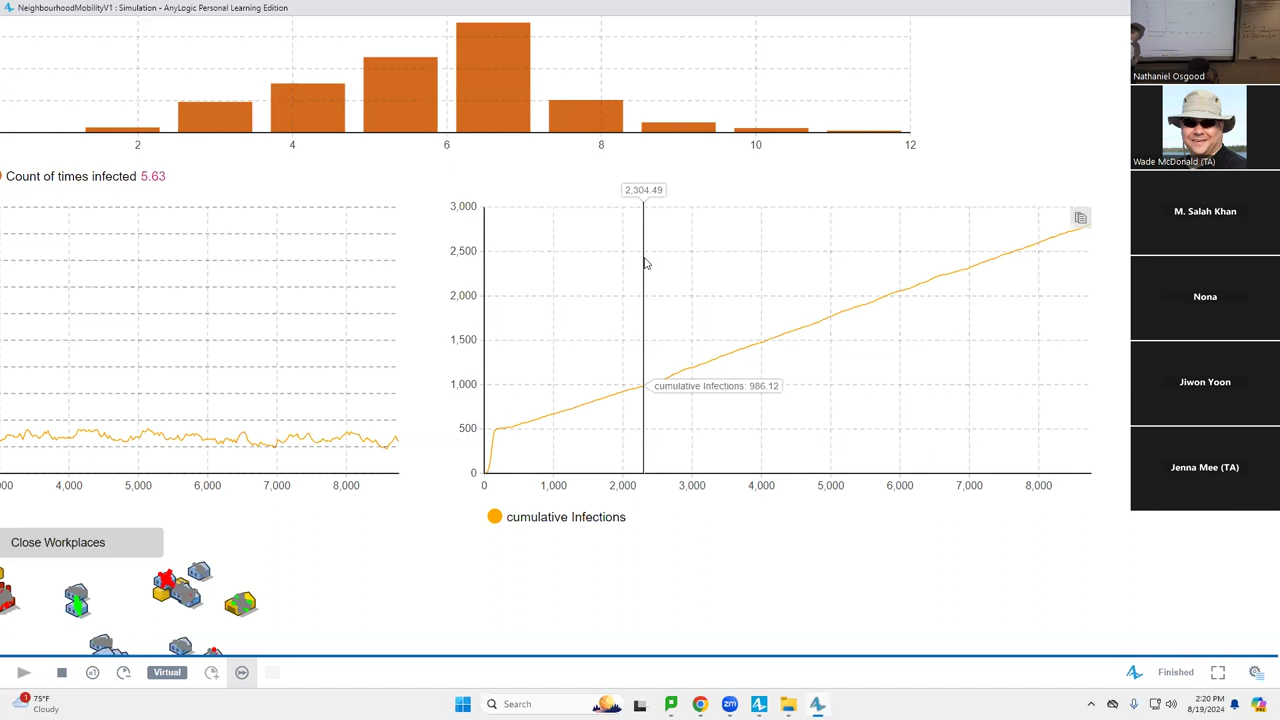 NeighbourhoodMobilityV1 : Simulation - AnyLogic Personal Learning Edition
2 4 6 8 10 12
Count of times infected 5.63
2,304.49
3,000
2,500
2,000
1,500
1,000
500
0
cumulative Infections: 986.12
000 4,000 5,000 6,000 7,000 8,000
0 1,000 2,000 3,000 4,000 5,000 6,000 7,000 8,000
cumulative Infections
Close Workplaces
Nathaniel Osgood
Wade McDonald (TA)
M. Salah Khan
Nona
Jiwon Yoon
Jenna Mee (TA)
x1
Virtual
Finished
1
75°F
Cloudy
Search
zm
2:20 PM
8/19/2024